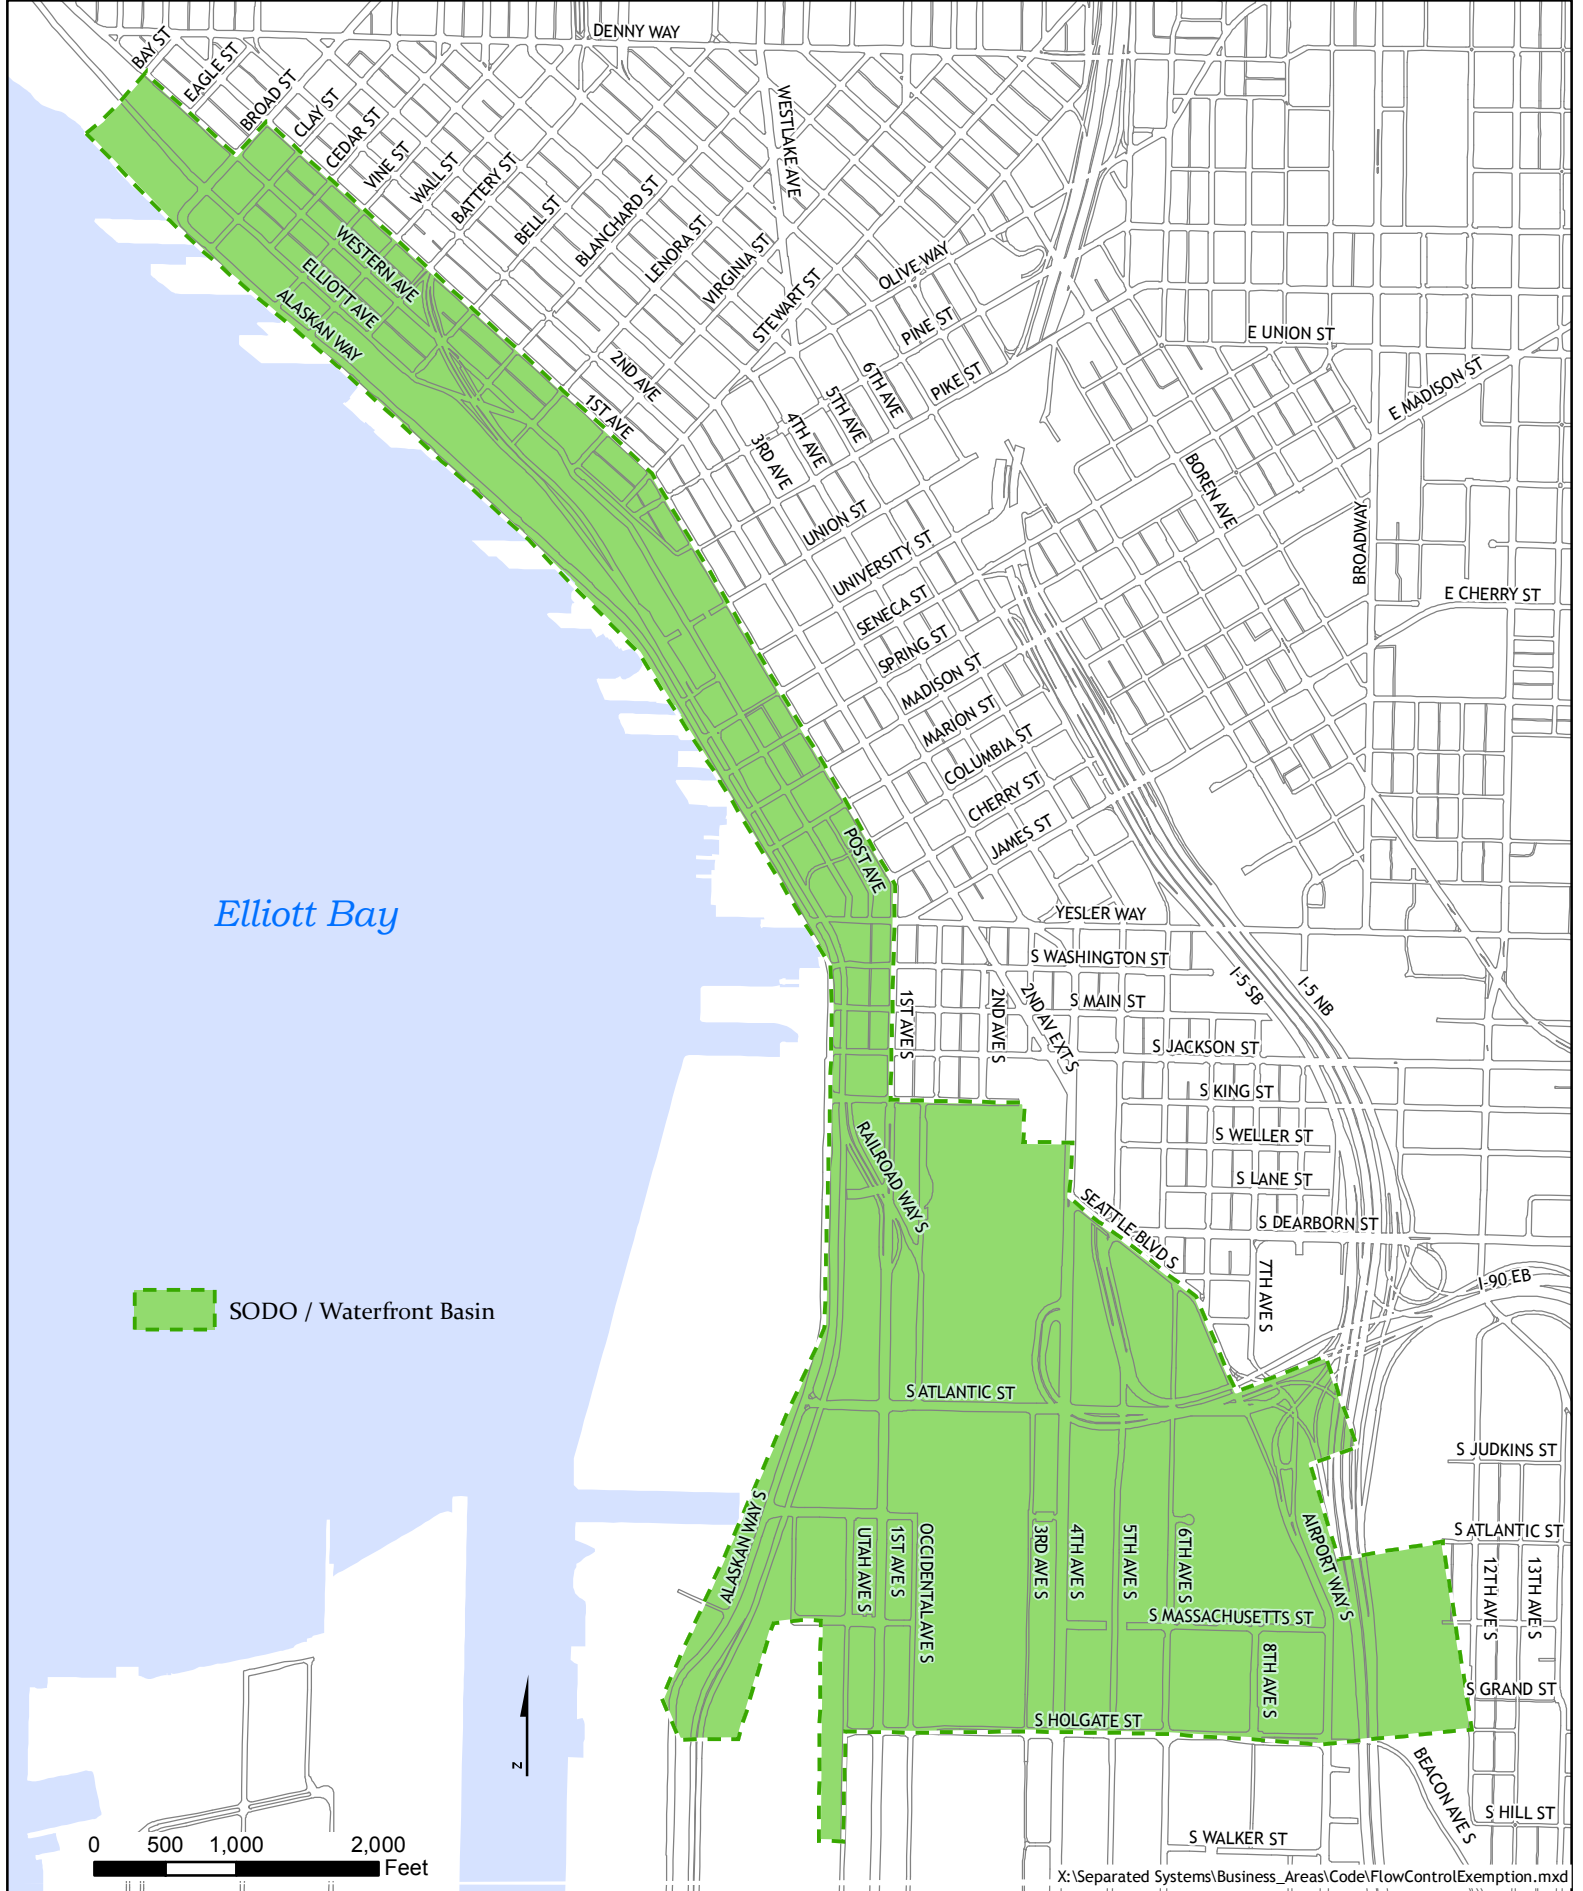 DENNY WAY
BAY ST
EAGLE ST
BROAD ST
CLAY ST
CEDAR ST
VINE ST
WALL ST
BATTERY ST
BELL ST
BLANCHARD ST
LENORA ST
VIRGINIA ST
STEWART ST
WESTLAKE AVE
OLIVE WAY
PINE ST
PIKE ST
E UNION ST
E MADISON ST
WESTERN AVE
ELLIOTT AVE
ALASKAN WAY
2ND AVE
1ST AVE
3RD AVE
4TH AVE
5TH AVE
6TH AVE
BOREN AVE
BROADWAY
E CHERRY ST
UNION ST
UNIVERSITY ST
SENECA ST
SPRING ST
MADISON ST
MARION ST
COLUMBIA ST
CHERRY ST
JAMES ST
POST AVE
Elliott Bay
YESLER WAY
S WASHINGTON ST
S MAIN ST
I-5 SB
I-5 NB
1ST AVE S
2ND AVE S
2ND AV EXT S
S JACKSON ST
S KING ST
S WELLER ST
S LANE ST
S DEARBORN ST
RAILROAD WAY S
SEATTLE BLVD S
7TH AVE S
I-90 EB
SODO / Waterfront Basin
S ATLANTIC ST
S JUDKINS ST
ALASKAN WAY S
UTAH AVE S
1ST AVE S
OCCIDENTAL AVE S
3RD AVE S
4TH AVE S
5TH AVE S
6TH AVE S
AIRPORT WAY S
S ATLANTIC ST
12TH AVE S
13TH AVE S
S MASSACHUSETTS ST
8TH AVE S
S GRAND ST
S HOLGATE ST
BEACON AVE S
S HILL ST
S WALKER ST
Z
0 500 1,000 2,000
Feet
X:\Separated Systems\Business_Areas\Code\FlowControlExemption.mxd